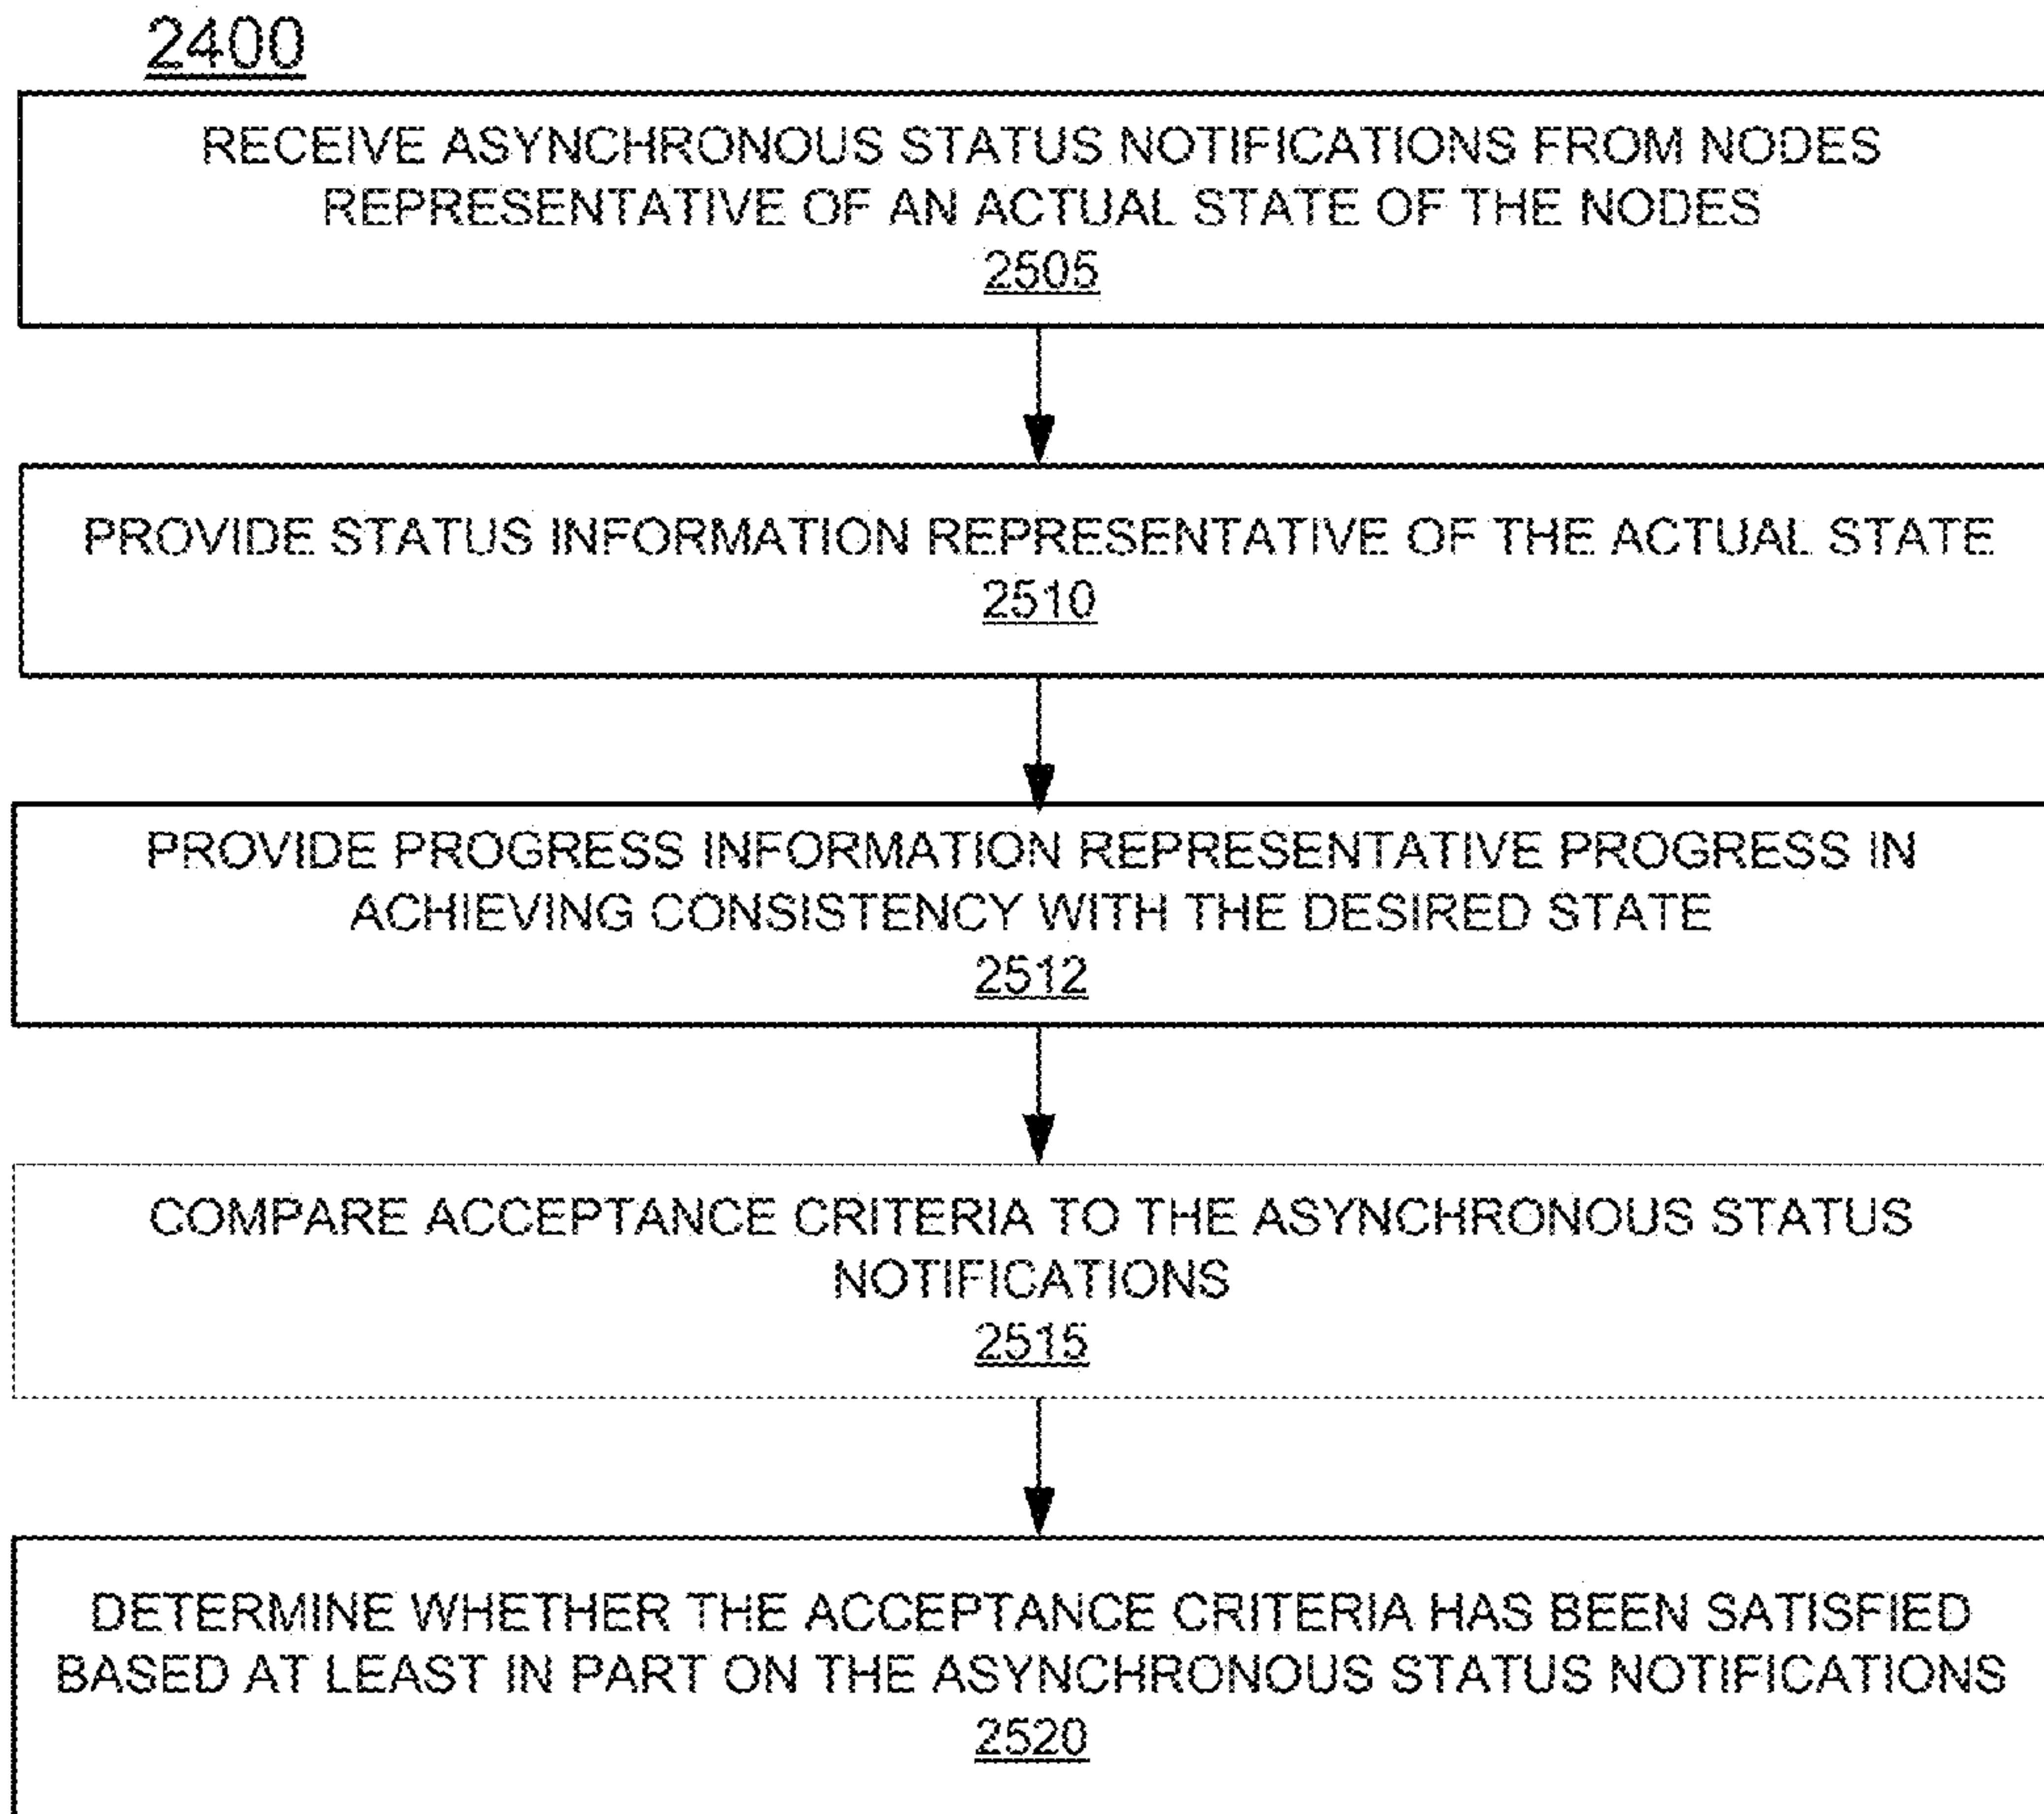 2400
RECEIVE ASYNCHRONOUS STATUS NOTIFICATIONS FROM NODES
REPRESENTATIVE OF AN ACTUAL STATE OF THE NODES
2505
PROVIDE STATUS INFORMATION REPRESENTATIVE OF THE ACTUAL STATE
2510
PROVIDE PROGRESS INFORMATION REPRESENTATIVE PROGRESS IN
ACHIEVING CONSISTENCY WITH THE DESIRED STATE
2512
COMPARE ACCEPTANCE CRITERIA TO THE ASYNCHRONOUS STATUS
NOTIFICATIONS
2515
DETERMINE WHETHER THE ACCEPTANCE CRITERIA HAS BEEN SATISFIED
BASED AT LEAST IN PART ON THE ASYNCHRONOUS STATUS NOTIFICATIONS
2520